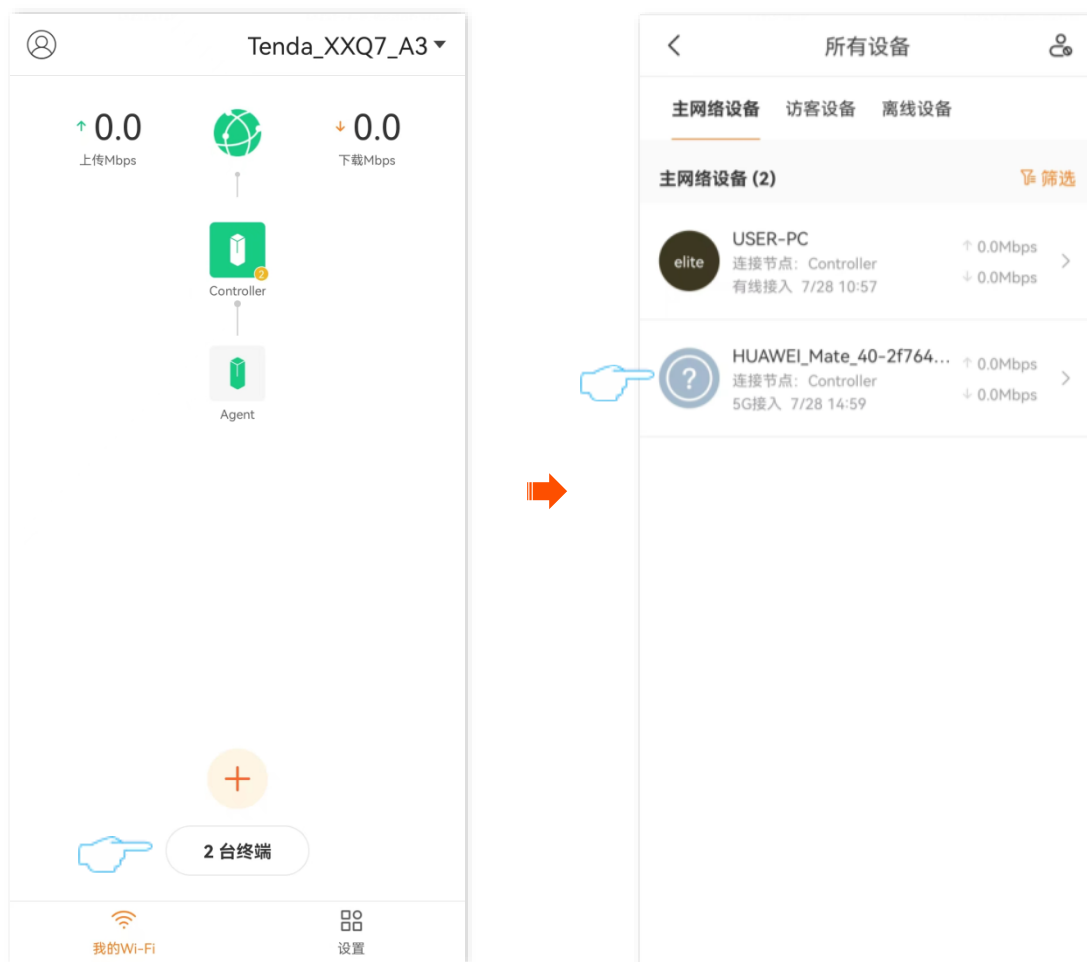 Tenda_XXQ7_A3
↑ 0.0
上传Mbps
↓ 0.0
下载Mbps
2
Controller
Agent
2 台终端
我的Wi-Fi
设置
所有设备
主网络设备 访客设备 离线设备
主网络设备 (2)
筛选
elite
USER-PC
连接节点：Controller
有线接入 7/28 10:57
↑ 0.0Mbps
↓ 0.0Mbps
?
HUAWEI_Mate_40-2f764...
连接节点：Controller
5G接入 7/28 14:59
↑ 0.0Mbps
↓ 0.0Mbps